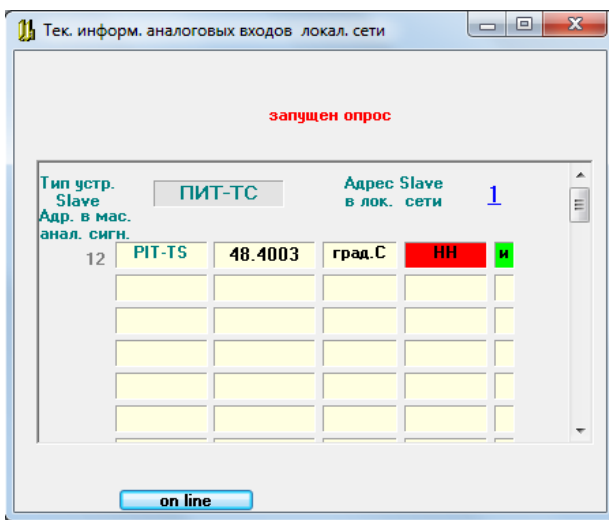 Тек. информ. аналоговых входов локал. сети
запущен опрос
Тип устр. Slave
ПИТ-ТС
Адрес Slave в лок. сети
1
Адр. в мас. анал. сигн.
12 PIT-TS 48.4003 град.С НН и
on line